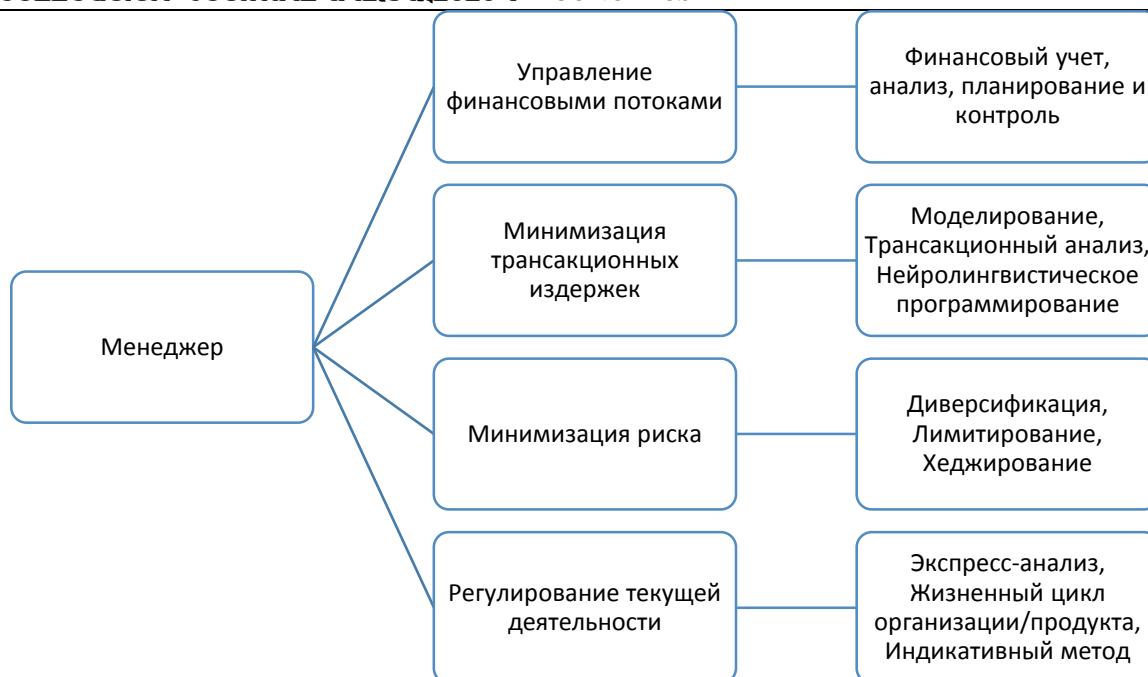 Управление
финансовыми потоками
Финансовый учет,
анализ, планирование и
контроль
Минимизация
трансакционных
издержек
Моделирование,
Трансакционный анализ,
Нейролингвистическое
программирование
Менеджер
Минимизация риска
Диверсификация,
Лимитирование,
Хеджирование
Регулирование текущей
деятельности
Экспресс-анализ,
Жизненный цикл
организации/продукта,
Индикативный метод